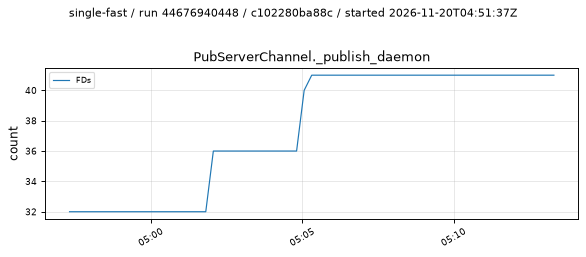 single-fast / run 44676940448 / c102280ba88c / started 2026-11-20T04:51:37Z
PubServerChannel._publish_daemon
FDs
count
40
38
36
34
32
05:00
05:05
05:10